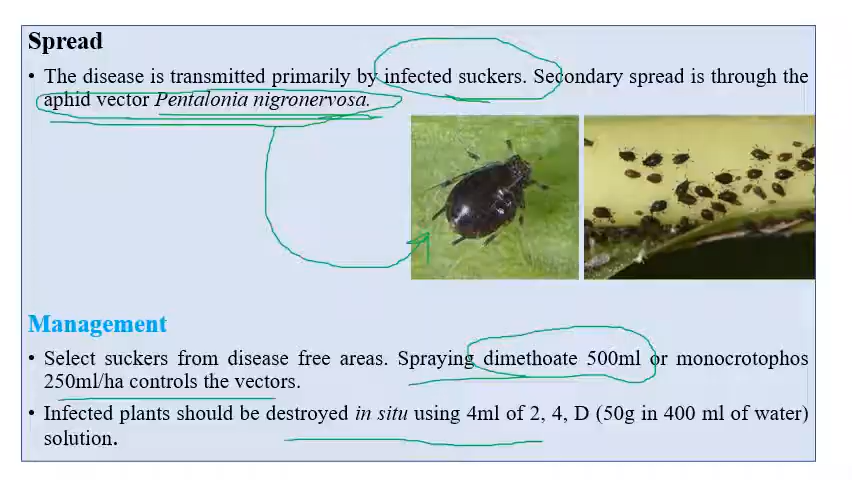 Spread
• The disease is transmitted primarily by infected suckers. Secondary spread is through the
aphid vector Pentalonia nigronervosa.
Management
• Select suckers from disease free areas. Spraying dimethoate 500ml or monocrotophos
250ml/ha controls the vectors.
• Infected plants should be destroyed in situ using 4ml of 2, 4, D (50g in 400 ml of water)
solution.